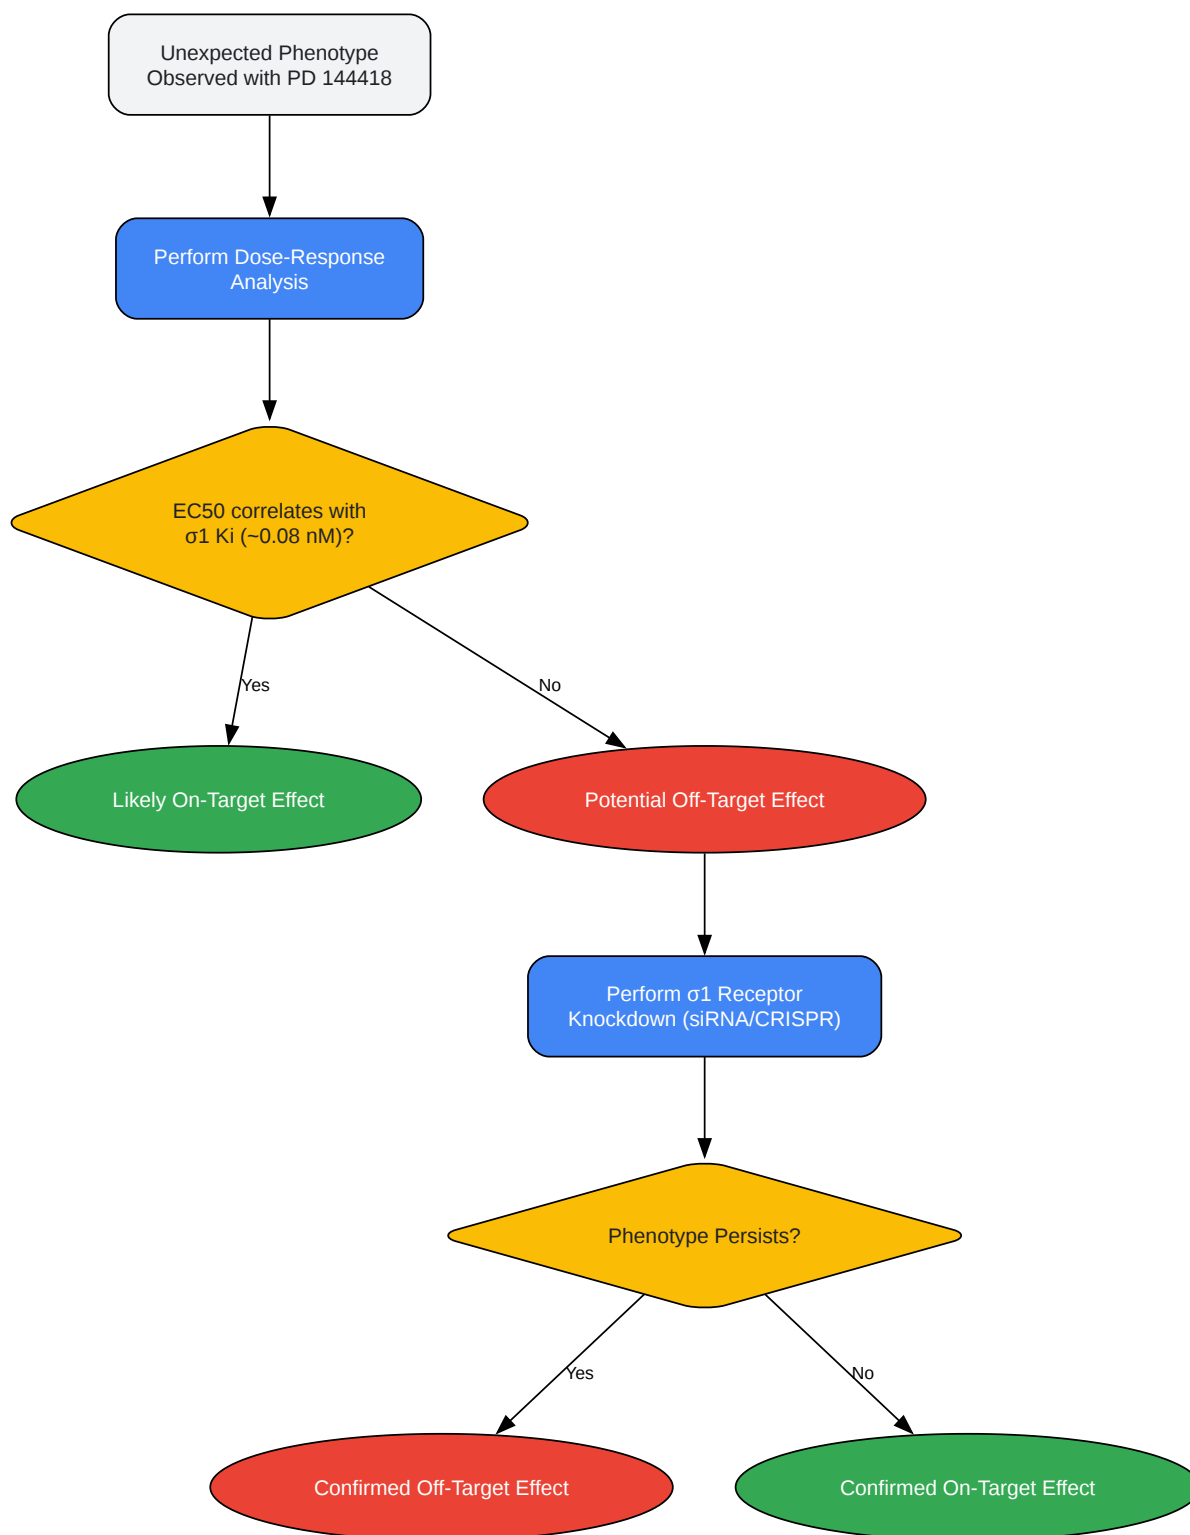 Unexpected Phenotype
Observed with PD 144418
Perform Dose-Response
Analysis
EC50 correlates with
σ1 Ki (~0.08 nM)?
Yes
No
Likely On-Target Effect
Potential Off-Target Effect
Perform σ1 Receptor
Knockdown (siRNA/CRISPR)
Phenotype Persists?
Yes
No
Confirmed Off-Target Effect
Confirmed On-Target Effect